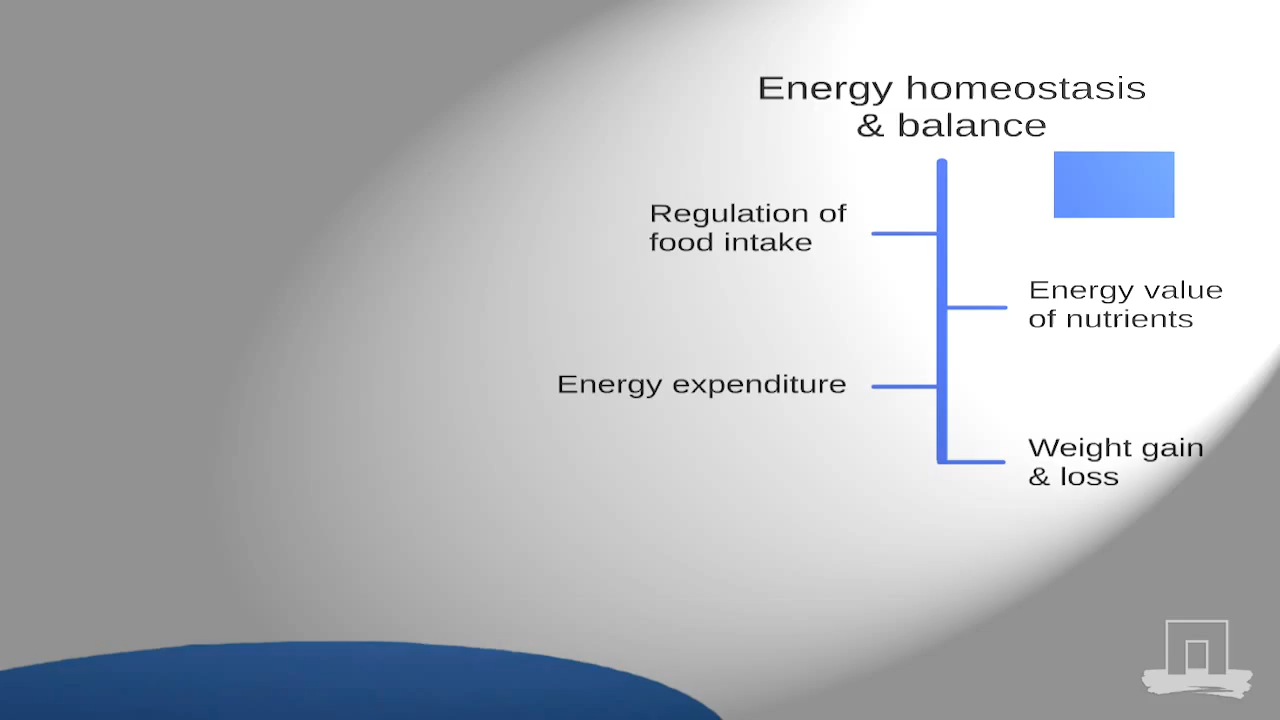 Energy homeostasis
& balance
Regulation of
food intake
Energy value
of nutrients
Energy expenditure
Weight gain
& loss